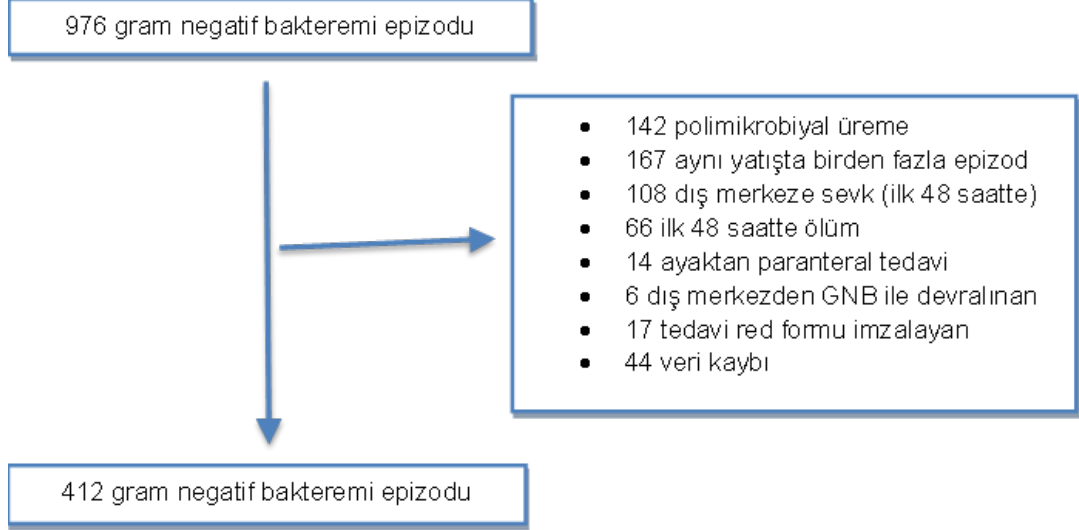 976 gram negatif bakteremi epizodu
• 142 polimikrobiyal üreme
• 167 aynı yatışta birden fazla epizod
• 108 dış merkeze sevk (ilk 48 saatte)
• 66 ilk 48 saatte ölüm
• 14 ayaktan paranteral tedavi
• 6 dış merkezden GNB ile devralınan
• 17 tedavi red formu imzalayan
• 44 veri kaybı
412 gram negatif bakteremi epizodu